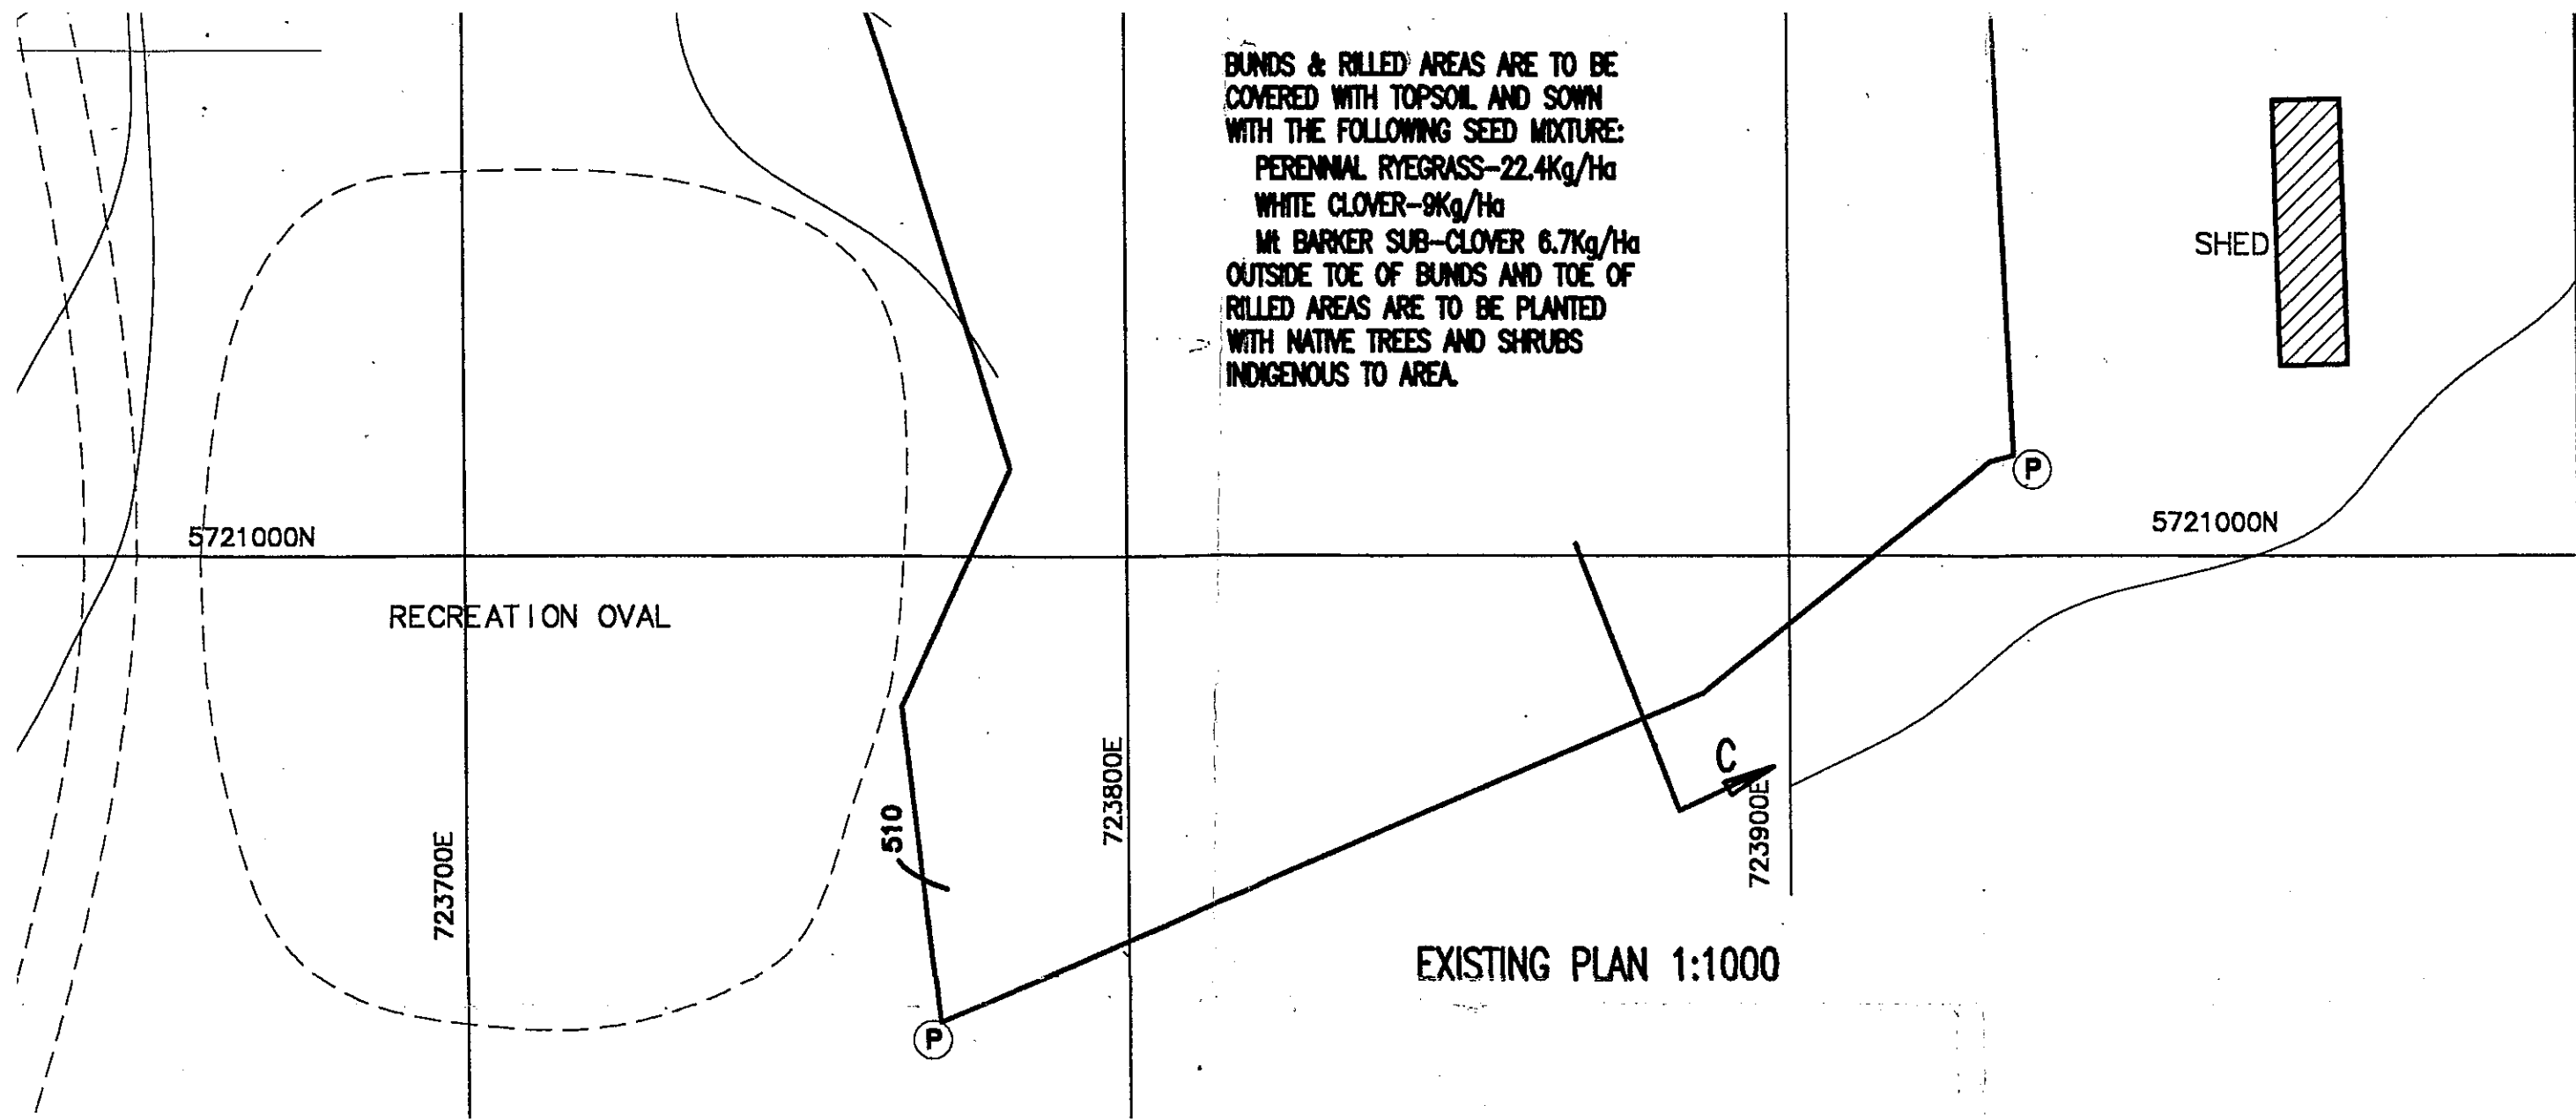 BUNDS & RILLED AREAS ARE TO BE
COVERED WITH TOPSOIL AND SOWN
WITH THE FOLLOWING SEED MIXTURE:
PERENNIAL RYEGRASS-22.4Kg/Ha
WHITE CLOVER-9Kg/Ha
Mt BARKER SUB-CLOVER 6.7Kg/Ha
OUTSIDE TOE OF BUNDS AND TOE OF
RILLED AREAS ARE TO BE PLANTED
WITH NATIVE TREES AND SHRUBS
INDIGENOUS TO AREA.
SHED
P
5721000N
5721000N
RECREATION OVAL
C
723700E
510
723800E
723900E
EXISTING PLAN 1:1000
P